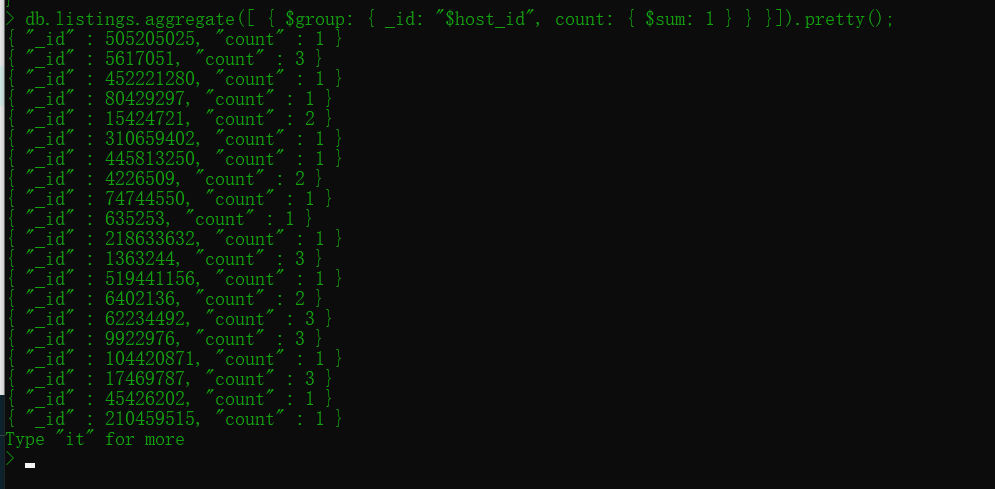 > db.listings.aggregate([ { $group: { _id: "$host_id", count: { $sum: 1 } } }]).pretty();
{ "_id" : 505205025, "count" : 1 }
{ "_id" : 5617051, "count" : 3 }
{ "_id" : 452221280, "count" : 1 }
{ "_id" : 80429297, "count" : 1 }
{ "_id" : 15424721, "count" : 2 }
{ "_id" : 310659402, "count" : 1 }
{ "_id" : 445813250, "count" : 1 }
{ "_id" : 4226509, "count" : 2 }
{ "_id" : 74744550, "count" : 1 }
{ "_id" : 635253, "count" : 1 }
{ "_id" : 218633632, "count" : 1 }
{ "_id" : 1363244, "count" : 3 }
{ "_id" : 519441156, "count" : 1 }
{ "_id" : 6402136, "count" : 2 }
{ "_id" : 62234492, "count" : 3 }
{ "_id" : 9922976, "count" : 3 }
{ "_id" : 104420871, "count" : 1 }
{ "_id" : 17469787, "count" : 3 }
{ "_id" : 45426202, "count" : 1 }
{ "_id" : 210459515, "count" : 1 }
Type "it" for more
>